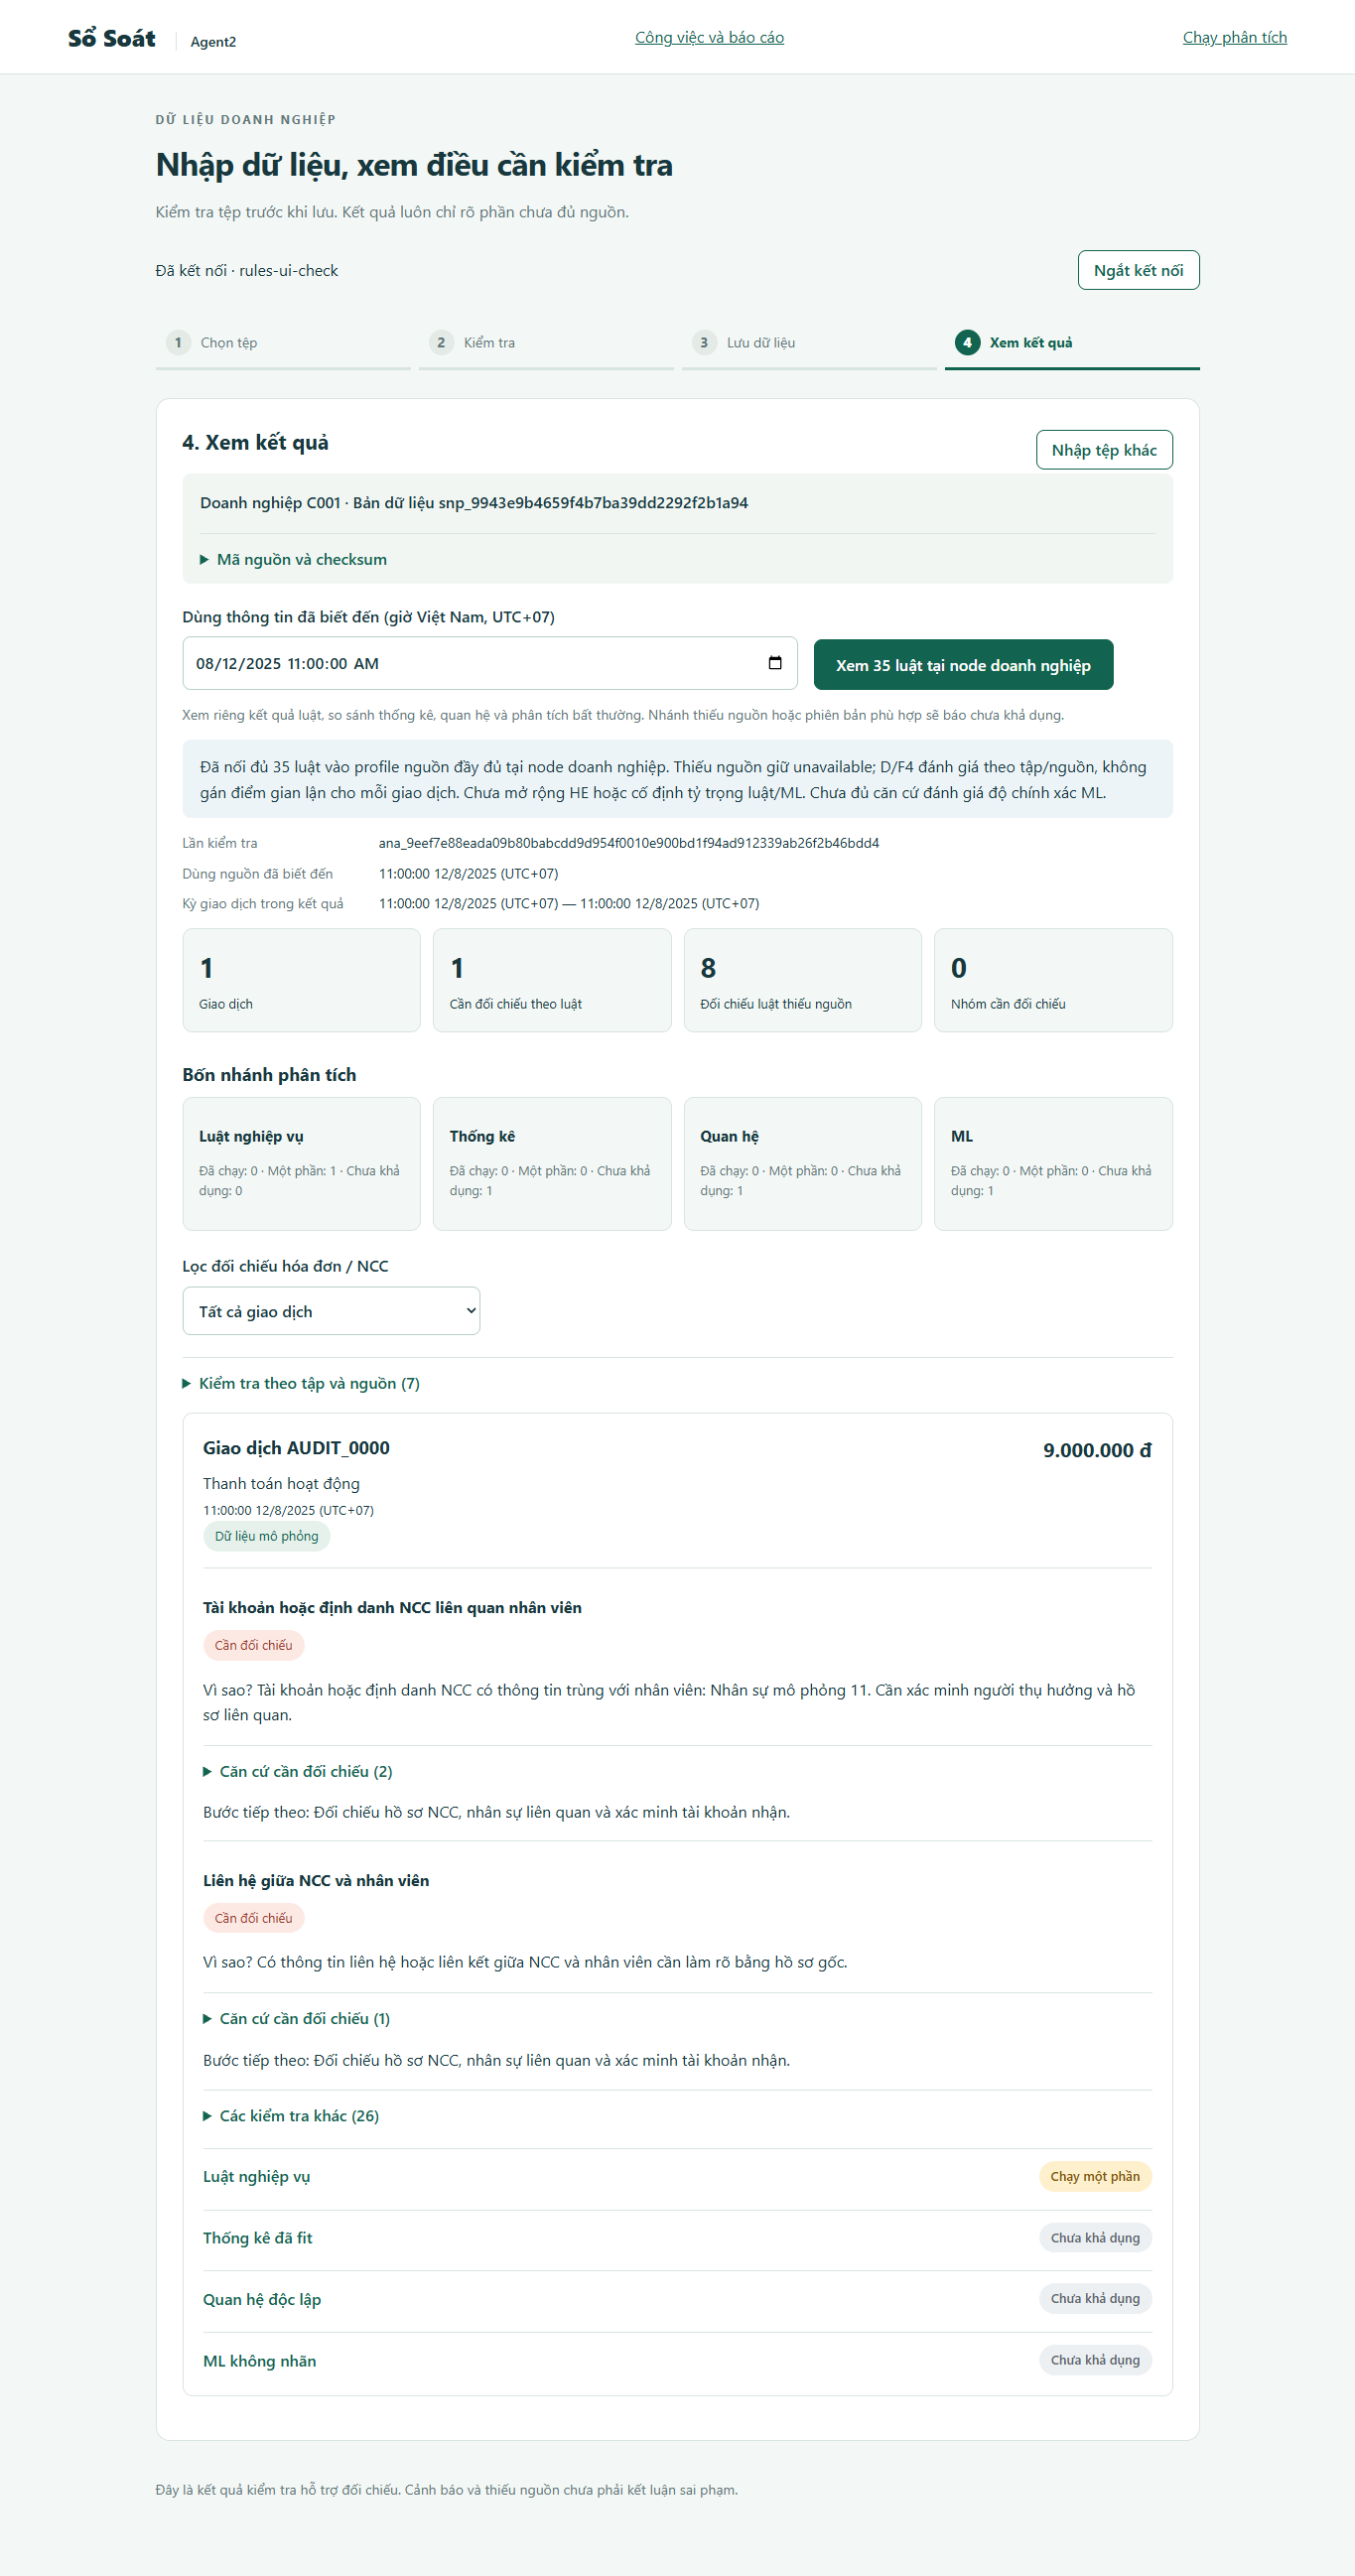 Sổ Soát
Agent2
Công việc và báo cáo
Chạy phân tích
DỮ LIỆU DOANH NGHIỆP
Nhập dữ liệu, xem điều cần kiểm tra
Kiểm tra tệp trước khi lưu. Kết quả luôn chỉ rõ phần chưa đủ nguồn.
Đã kết nối · rules-ui-check
Ngắt kết nối
1 Chọn tệp
2 Kiểm tra
3 Lưu dữ liệu
4 Xem kết quả
4. Xem kết quả
Nhập tệp khác
Doanh nghiệp C001 · Bản dữ liệu snp_9943e9b4659f4b7ba39dd2292f2b1a94
Mã nguồn và checksum
Dùng thông tin đã biết đến (giờ Việt Nam, UTC+07)
08/12/2025 11:00:00 AM
Xem 35 luật tại node doanh nghiệp
Xem riêng kết quả luật, so sánh thống kê, quan hệ và phân tích bất thường. Nhánh thiếu nguồn hoặc phiên bản phù hợp sẽ báo chưa khả dụng.
Đã nối đủ 35 luật vào profile nguồn đầy đủ tại node doanh nghiệp. Thiếu nguồn giữ unavailable; D/F4 đánh giá theo tập/nguồn, không
gán điểm gian lận cho mỗi giao dịch. Chưa mở rộng HE hoặc cố định tỷ trọng luật/ML. Chưa đủ căn cứ đánh giá độ chính xác ML.
Lần kiểm tra
ana_9eef7e88eada09b80babcdd9d954f0010e900bd1f94ad912339ab26f2b46bdd4
Dùng nguồn đã biết đến
11:00:00 12/8/2025 (UTC+07)
Kỳ giao dịch trong kết quả
11:00:00 12/8/2025 (UTC+07) — 11:00:00 12/8/2025 (UTC+07)
1
Giao dịch
1
Cần đối chiếu theo luật
8
Đối chiếu luật thiếu nguồn
0
Nhóm cần đối chiếu
Bốn nhánh phân tích
Luật nghiệp vụ
Đã chạy: 0 · Một phần: 1 · Chưa khả
dụng: 0
Thống kê
Đã chạy: 0 · Một phần: 0 · Chưa khả
dụng: 1
Quan hệ
Đã chạy: 0 · Một phần: 0 · Chưa khả
dụng: 1
ML
Đã chạy: 0 · Một phần: 0 · Chưa khả
dụng: 1
Lọc đối chiếu hóa đơn / NCC
Tất cả giao dịch
Kiểm tra theo tập và nguồn (7)
Giao dịch AUDIT_0000
9.000.000 đ
Thanh toán hoạt động
11:00:00 12/8/2025 (UTC+07)
Dữ liệu mô phỏng
Tài khoản hoặc định danh NCC liên quan nhân viên
Cần đối chiếu
Vì sao? Tài khoản hoặc định danh NCC có thông tin trùng với nhân viên: Nhân sự mô phỏng 11. Cần xác minh người thụ hưởng và hồ
sơ liên quan.
Căn cứ cần đối chiếu (2)
Bước tiếp theo: Đối chiếu hồ sơ NCC, nhân sự liên quan và xác minh tài khoản nhận.
Liên hệ giữa NCC và nhân viên
Cần đối chiếu
Vì sao? Có thông tin liên hệ hoặc liên kết giữa NCC và nhân viên cần làm rõ bằng hồ sơ gốc.
Căn cứ cần đối chiếu (1)
Bước tiếp theo: Đối chiếu hồ sơ NCC, nhân sự liên quan và xác minh tài khoản nhận.
Các kiểm tra khác (26)
Luật nghiệp vụ
Chạy một phần
Thống kê đã fit
Chưa khả dụng
Quan hệ độc lập
Chưa khả dụng
ML không nhãn
Chưa khả dụng
Đây là kết quả kiểm tra hỗ trợ đối chiếu. Cảnh báo và thiếu nguồn chưa phải kết luận sai phạm.